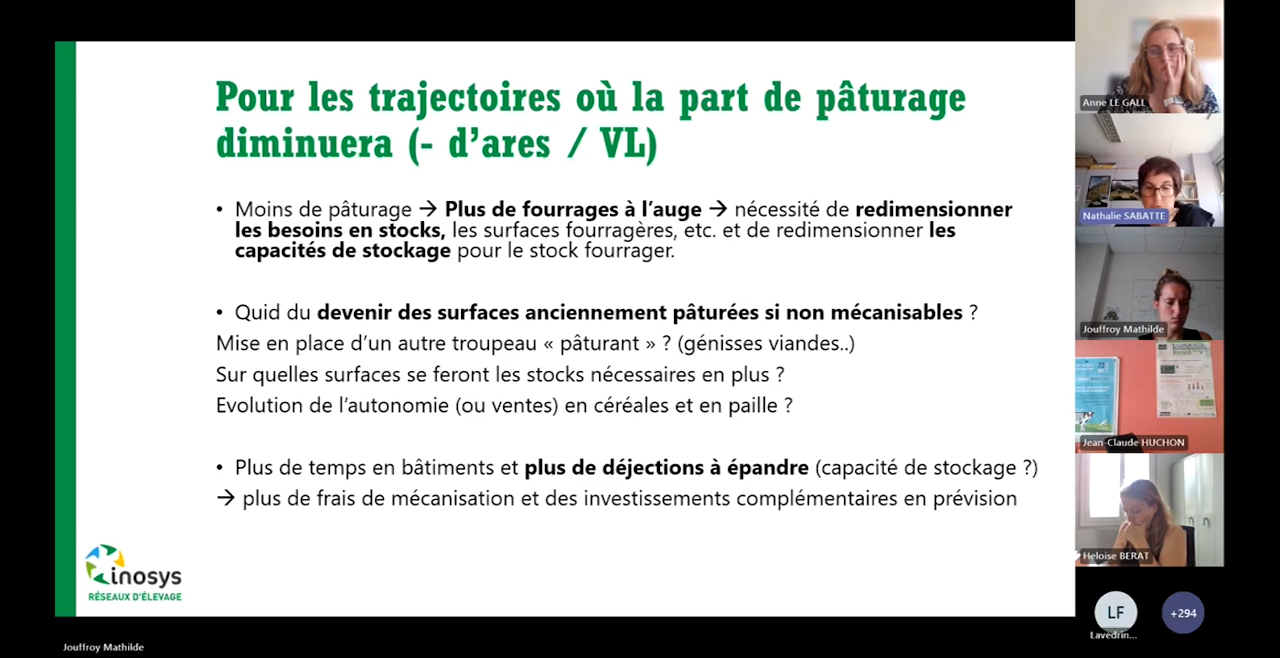 Pour les trajectoires où la part de pâturage
diminuera (- d’ares / VL)
• Moins de pâturage → Plus de fourrages à l’auge → nécessité de redimensionner
les besoins en stocks, les surfaces fourragères, etc. et de redimensionner les
capacités de stockage pour le stock fourrager.
• Quid du devenir des surfaces anciennement pâturées si non mécanisables ?
Mise en place d’un autre troupeau « pâturant » ? (génisses viandes..)
Sur quelles surfaces se feront les stocks nécessaires en plus ?
Evolution de l’autonomie (ou ventes) en céréales et en paille ?
• Plus de temps en bâtiments et plus de déjections à épandre (capacité de stockage ?)
→ plus de frais de mécanisation et des investissements complémentaires en prévision
inosys
RÉSEAUX D’ÉLEVAGE
Jouffroy Mathilde
Anne LE GALL
Nathalie SABATTE
Jouffroy Mathilde
Jean-Claude HUCHON
Heloise BERAT
LF
Lavedrin...
+294